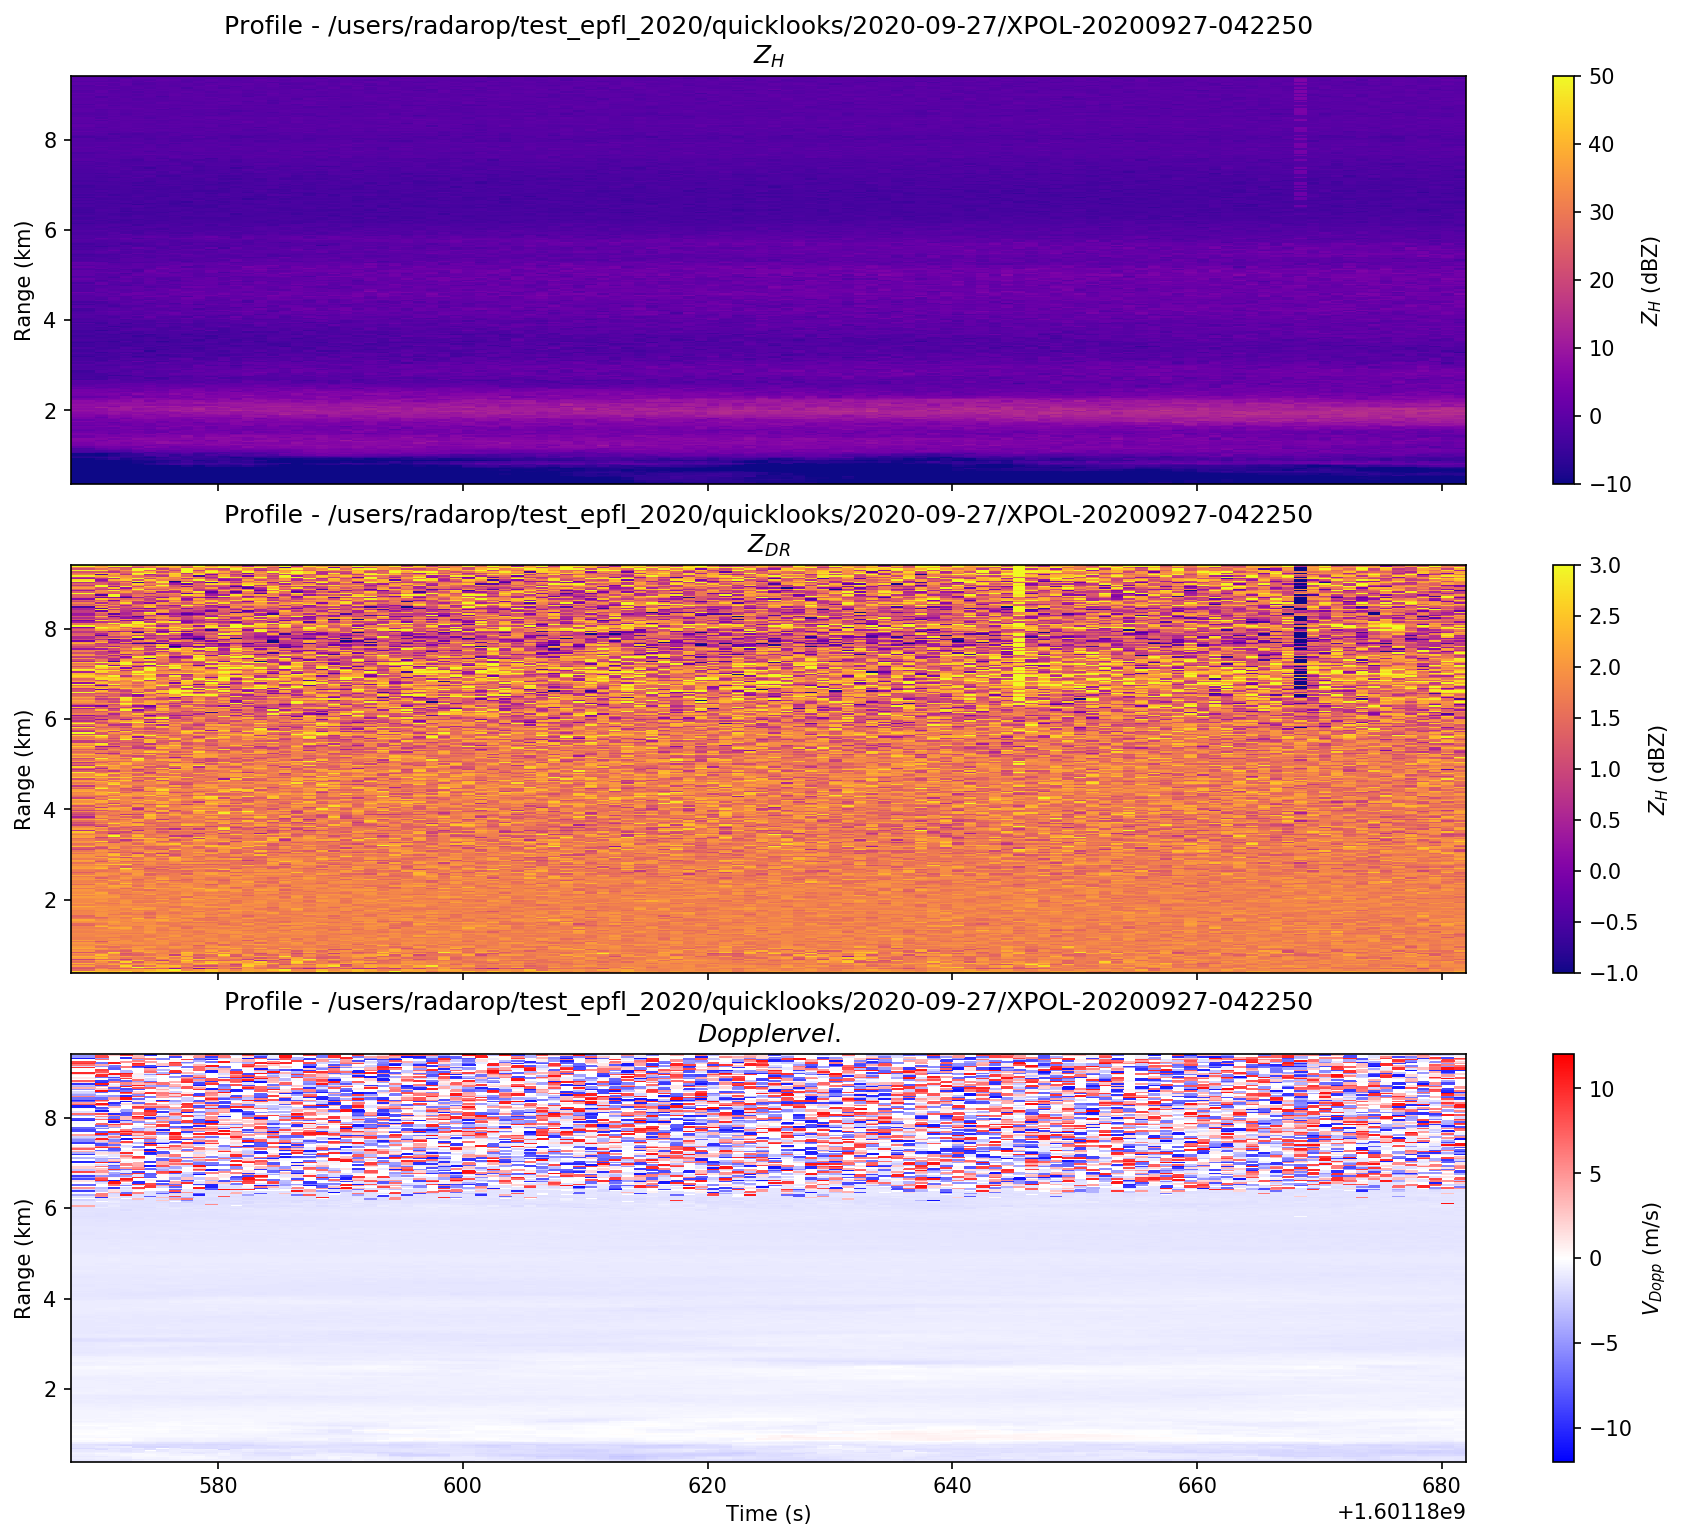 Profile - /users/radarop/test_epfl_2020/quicklooks/2020-09-27/XPOL-20200927-042250
Z_H
8
6
4
2
Range (km)
50
40
30
20
10
0
−10
Z_H (dBZ)
Profile - /users/radarop/test_epfl_2020/quicklooks/2020-09-27/XPOL-20200927-042250
Z_DR
8
6
4
2
Range (km)
3.0
2.5
2.0
1.5
1.0
0.5
0.0
−0.5
−1.0
Z_H (dBZ)
Profile - /users/radarop/test_epfl_2020/quicklooks/2020-09-27/XPOL-20200927-042250
Dopplervel.
8
6
4
2
Range (km)
10
5
0
−5
−10
V_Dopp (m/s)
580 600 620 640 660 680
Time (s)
+1.60118e9